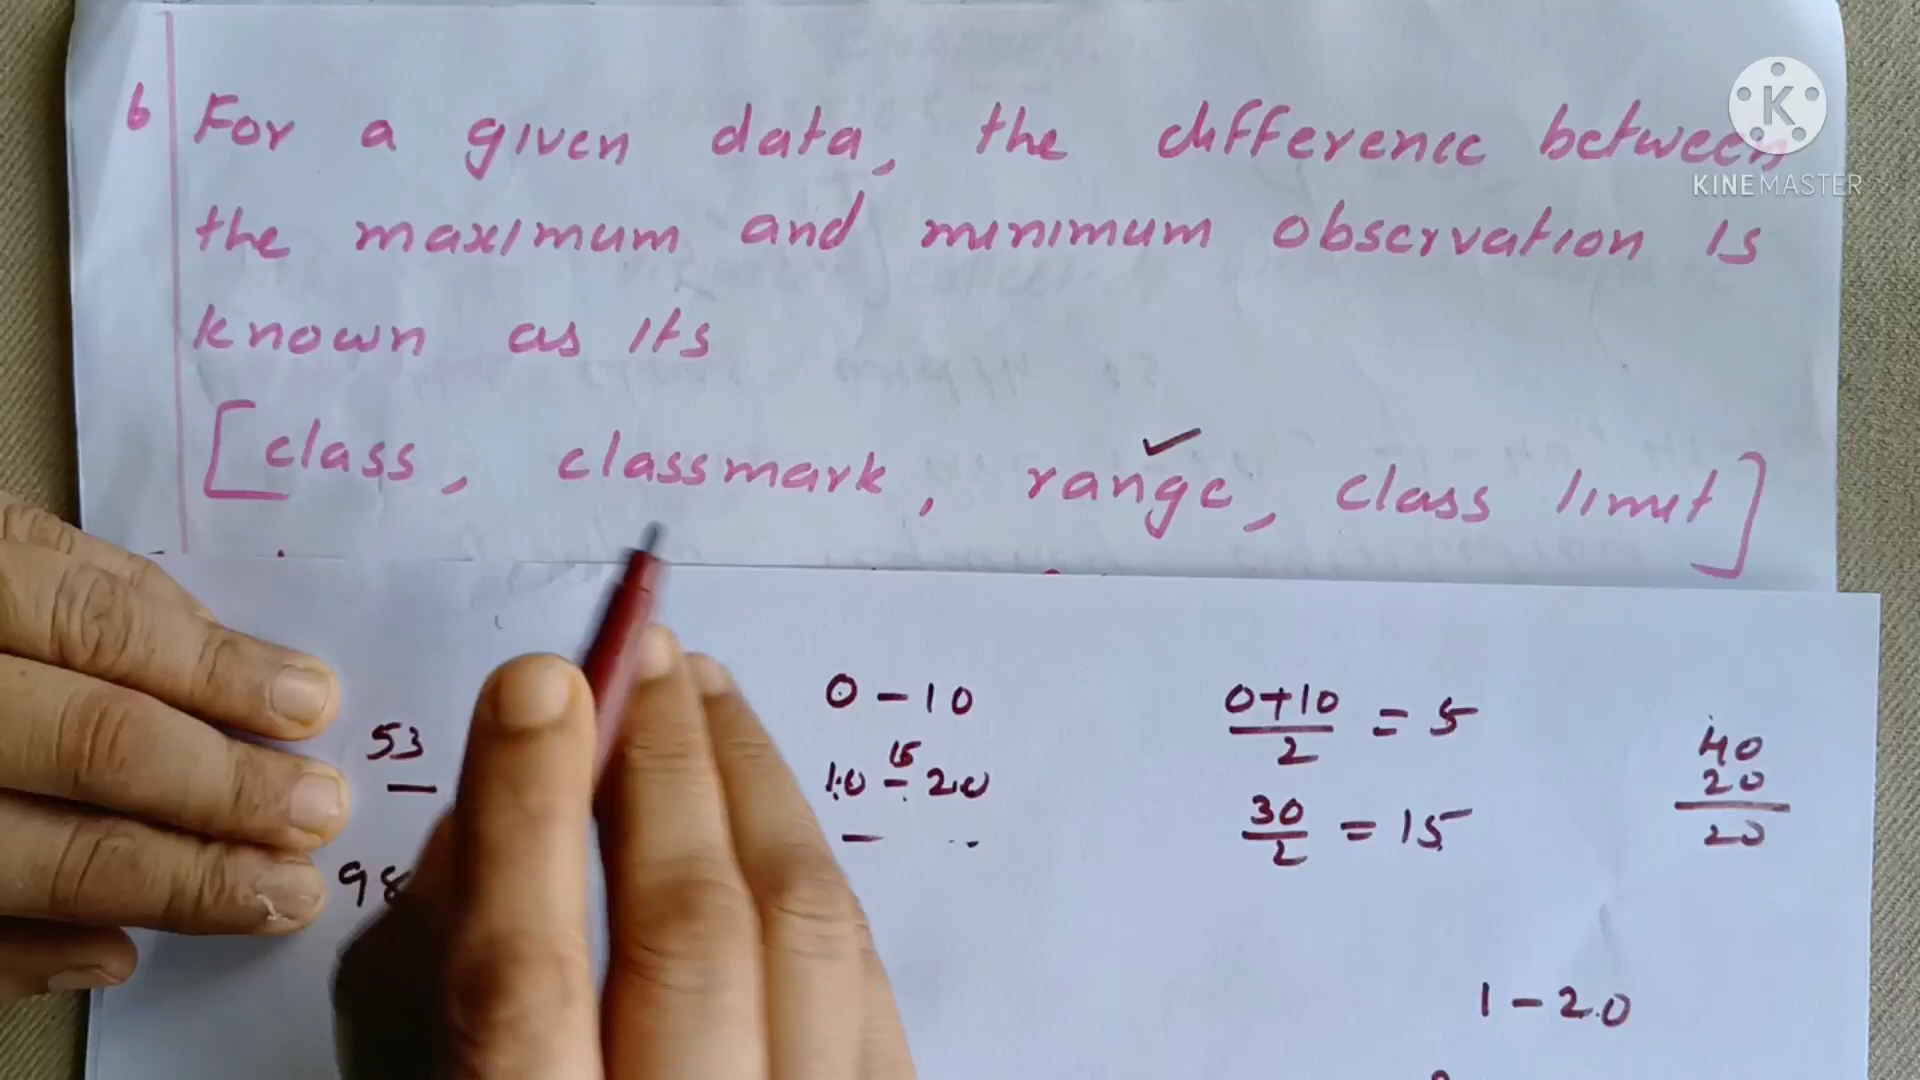 6 For a given data, the difference between
the maximum and minimum observation is
known as its
[class, classmark, range, class limit]
✓
53
98
0 - 10
15
10 - 20
0+10/2 = 5
30/2 = 15
40
20
20
1 - 20
K
KINEMASTER